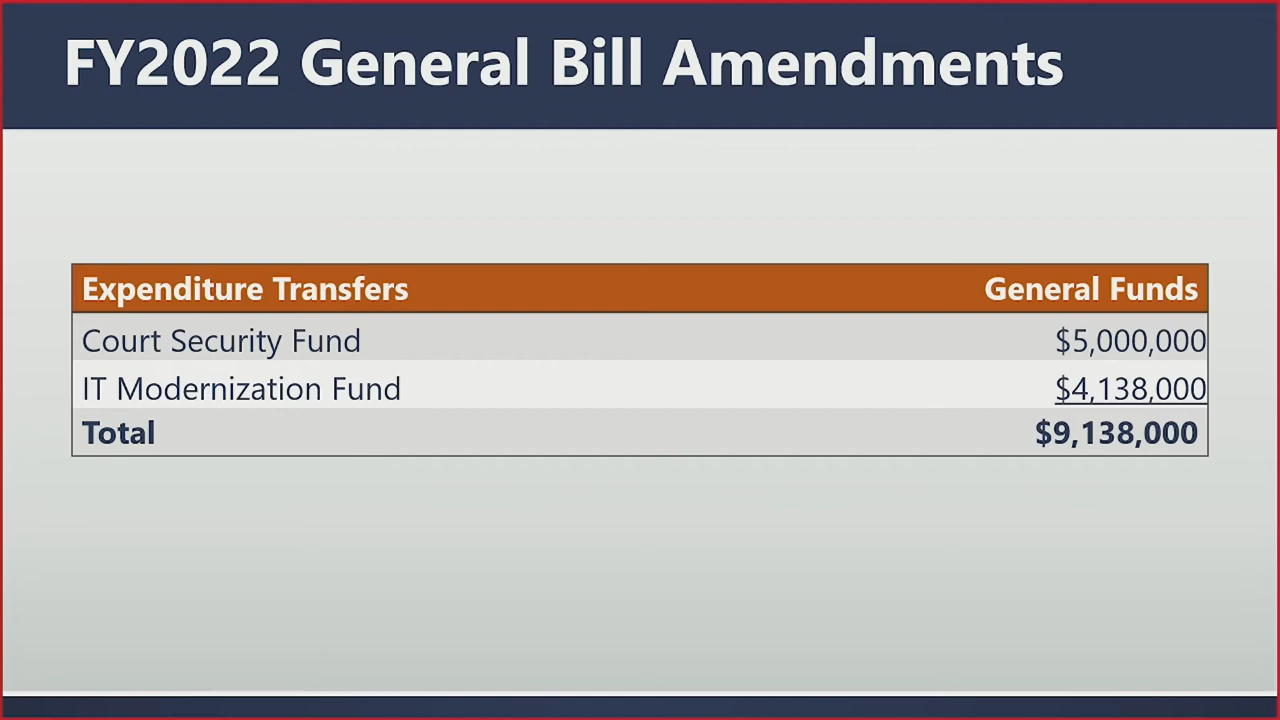 FY2022 General Bill Amendments
Expenditure Transfers General Funds
Court Security Fund $5,000,000
IT Modernization Fund $4,138,000
Total $9,138,000